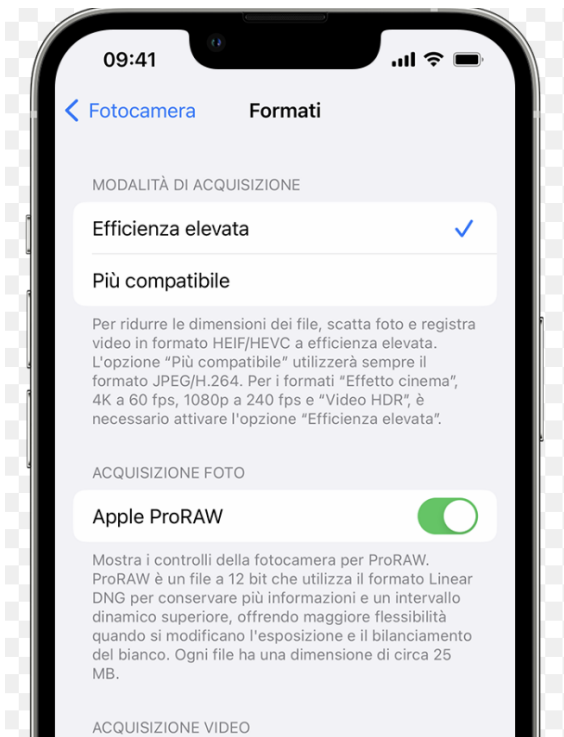 09:41
Fotocamera
Formati
MODALITÀ DI ACQUISIZIONE
Efficienza elevata
Più compatibile
Per ridurre le dimensioni dei file, scatta foto e registra
video in formato HEIF/HEVC a efficienza elevata.
L'opzione “Più compatibile” utilizzerà sempre il
formato JPEG/H.264. Per i formati “Effetto cinema”,
4K a 60 fps, 1080p a 240 fps e “Video HDR”, è
necessario attivare l'opzione “Efficienza elevata”.
ACQUISIZIONE FOTO
Apple ProRAW
Mostra i controlli della fotocamera per ProRAW.
ProRAW è un file a 12 bit che utilizza il formato Linear
DNG per conservare più informazioni e un intervallo
dinamico superiore, offrendo maggiore flessibilità
quando si modificano l'esposizione e il bilanciamento
del bianco. Ogni file ha una dimensione di circa 25
MB.
ACQUISIZIONE VIDEO